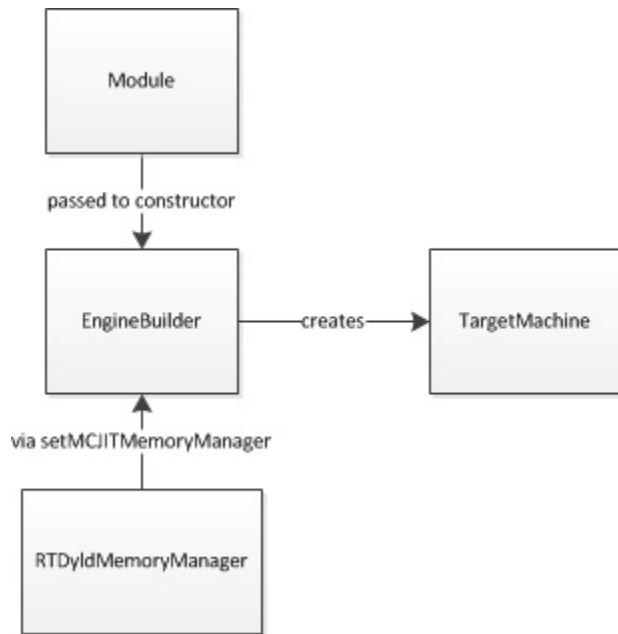 Module
passed to constructor
EngineBuilder
creates
TargetMachine
via setMCJITMemoryManager
RTDyldMemoryManager